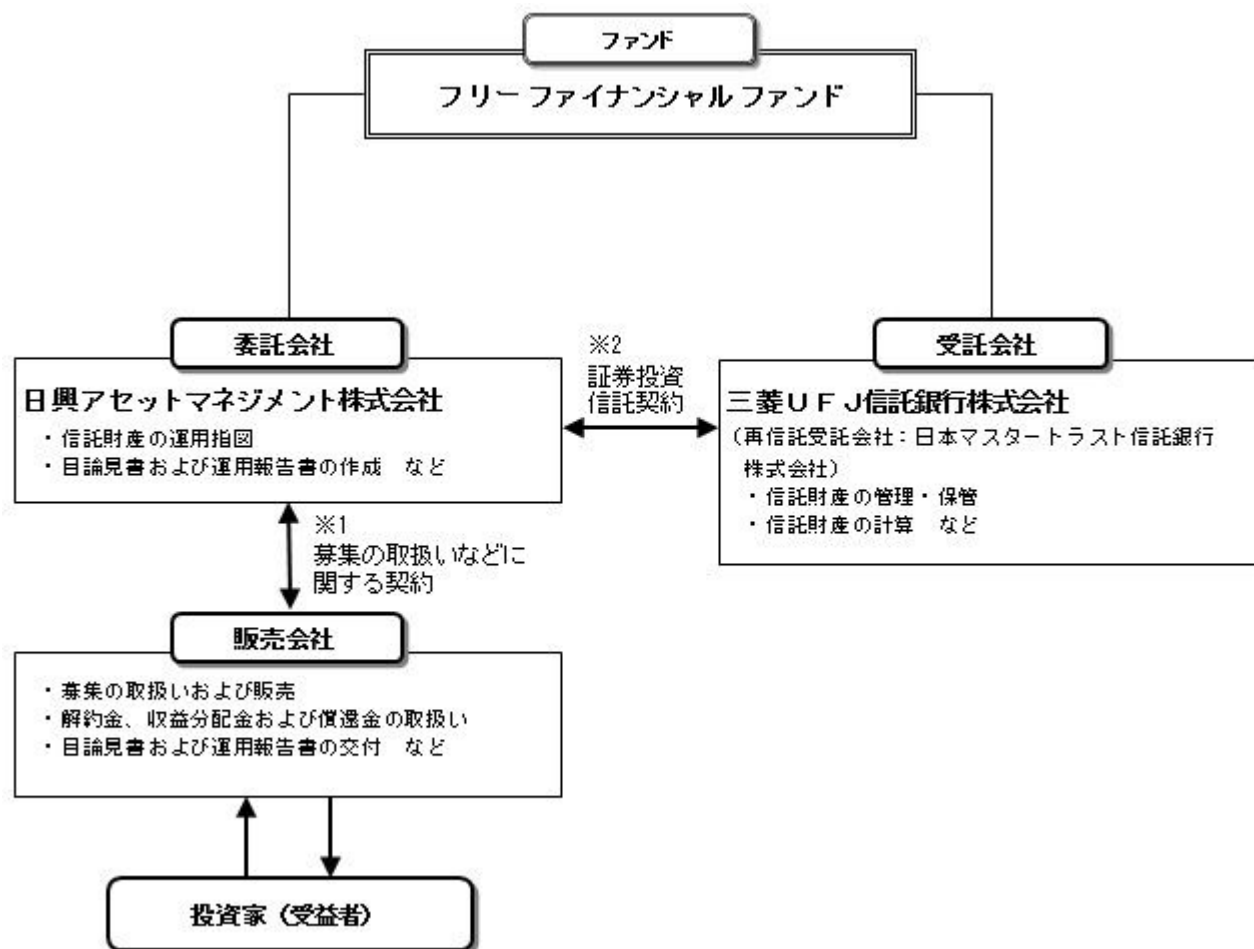 ファンド
フリー ファイナンシャル ファンド
委託会社
日興アセットマネジメント株式会社
・信託財産の運用指図
・目論見書および運用報告書の作成　など
※2
証券投資
信託契約
受託会社
三菱ＵＦＪ信託銀行株式会社
（再信託受託会社：日本マスタートラスト信託銀行
株式会社）
・信託財産の管理・保管
・信託財産の計算　など
※1
募集の取扱いなどに
関する契約
販売会社
・募集の取扱いおよび販売
・解約金、収益分配金および償還金の取扱い
・目論見書および運用報告書の交付　など
投資家（受益者）